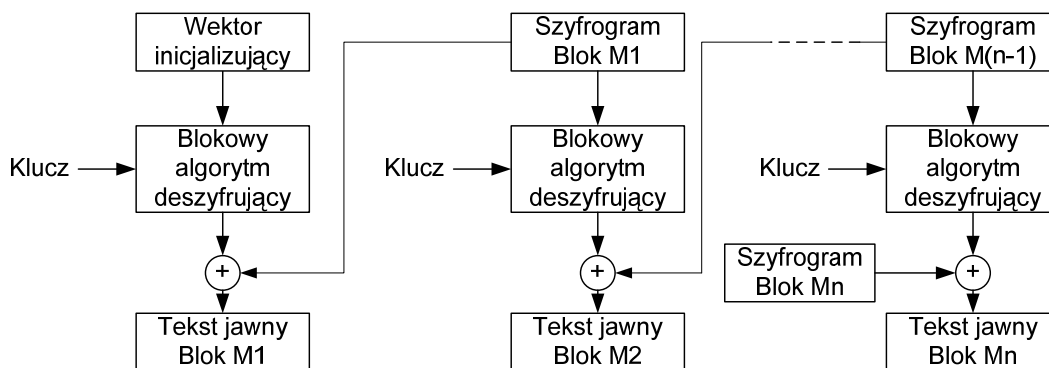 Wektor
inicjalizujący
Szyfrogram
Blok M1
Szyfrogram
Blok M(n-1)
Klucz
Blokowy
algorytm
deszyfrujący
Klucz
Blokowy
algorytm
deszyfrujący
Klucz
Blokowy
algorytm
deszyfrujący
+
+
Szyfrogram
Blok Mn
+
Tekst jawny
Blok M1
Tekst jawny
Blok M2
Tekst jawny
Blok Mn